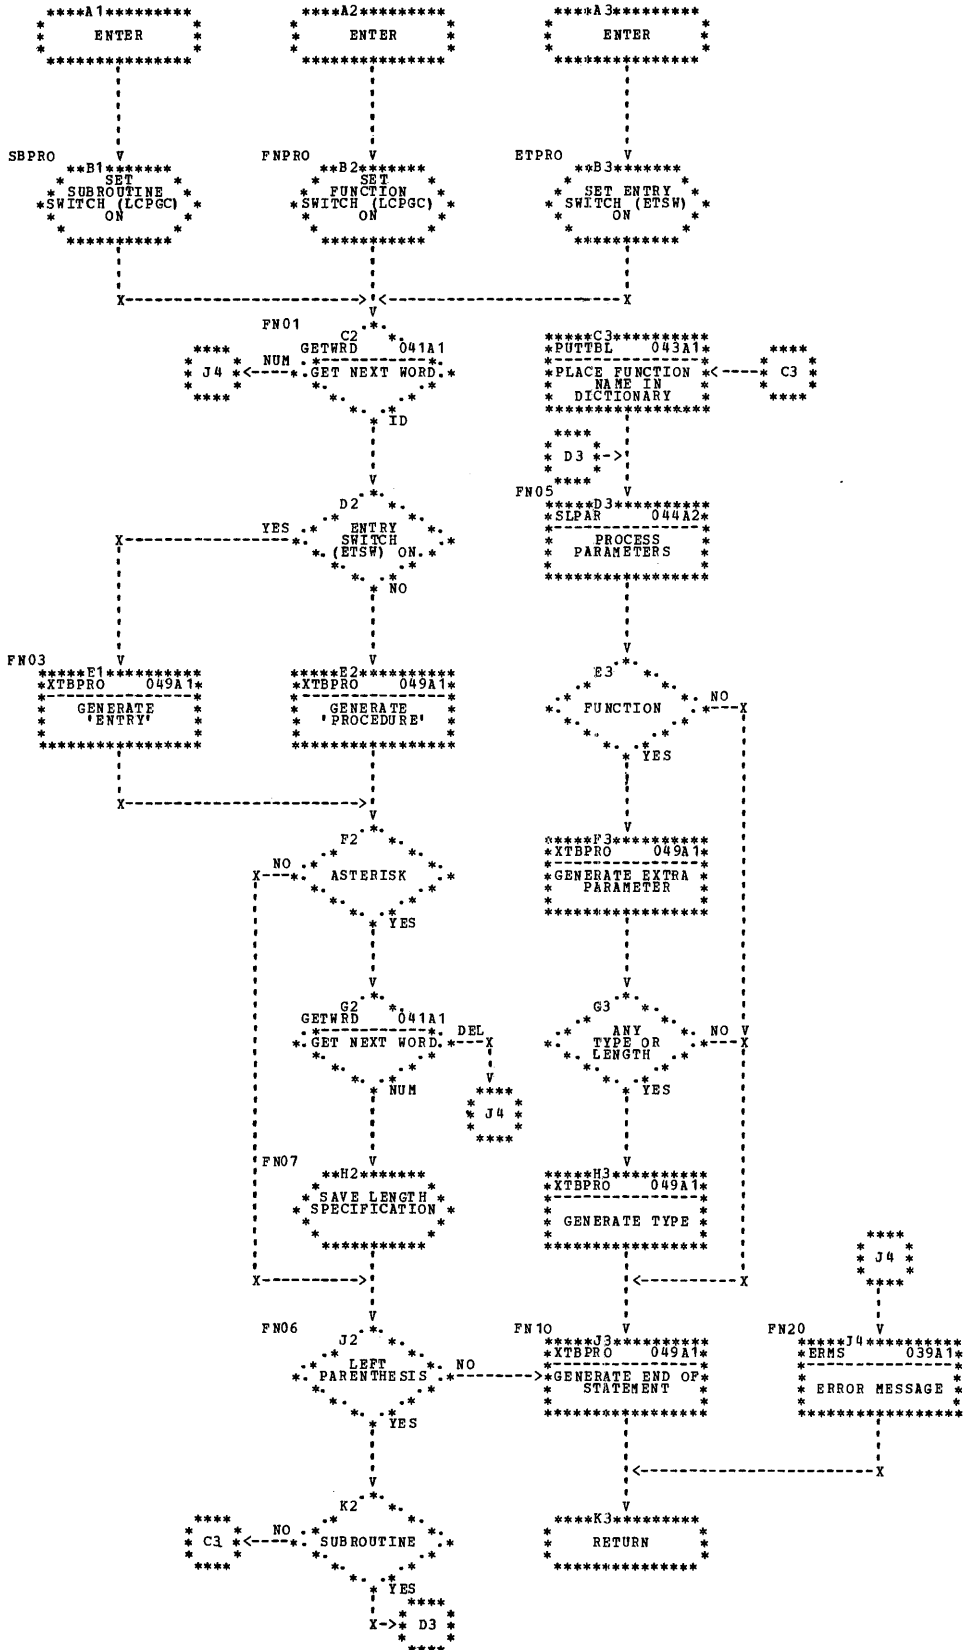 A1 A2 A3
ENTER ENTER ENTER
SBPRO FNPRO ETPRO
B1 B2 B3
SET SUBROUTINE SWITCH (LCPGC) ON
SET FUNCTION SWITCH (LCPGC) ON
SET ENTRY SWITCH (ETSW) ON
X X
FN01
C2
GETWRD 041A1
GET NEXT WORD
NUM
J4
ID
C3
PUTTBL 043A1
PLACE FUNCTION
NAME IN
DICTIONARY
C3
D3
D2
ENTRY
SWITCH
(ETSW) ON
YES
X
NO
FN05
D3
SLPAR 044A2
PROCESS
PARAMETERS
FN03
E1
XTBPRO 049A1
GENERATE
'ENTRY'
E2
XTBPRO 049A1
GENERATE
'PROCEDURE'
E3
FUNCTION
NO
X
YES
X
F2
ASTERISK
NO
X
YES
F3
XTBPRO 049A1
GENERATE EXTRA
PARAMETER
G2
GETWRD 041A1
GET NEXT WORD
DEL
X
NUM
J4
G3
ANY
TYPE OR
LENGTH
NO V
X
YES
FN07
H2
SAVE LENGTH
SPECIFICATION
H3
XTBPRO 049A1
GENERATE TYPE
J4
X
X
FN06
J2
LEFT
PARENTHESIS
NO
YES
FN10
J3
XTBPRO 049A1
GENERATE END OF
STATEMENT
FN20
J4
ERMS 039A1
ERROR MESSAGE
X
K2
SUBROUTINE
NO
C3
YES
X
D3
K3
RETURN